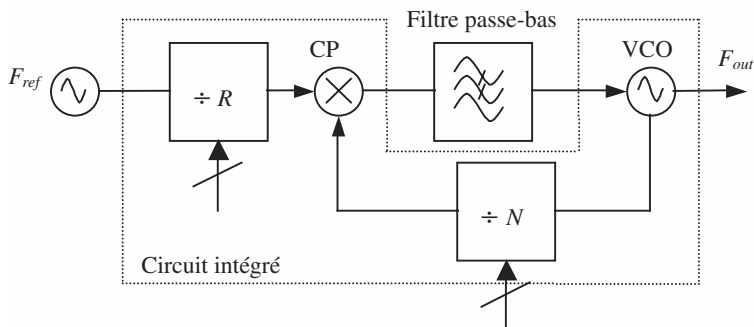 Filtre passe-bas
CP
VCO
F_ref
F_out
÷ R
÷ N
Circuit intégré